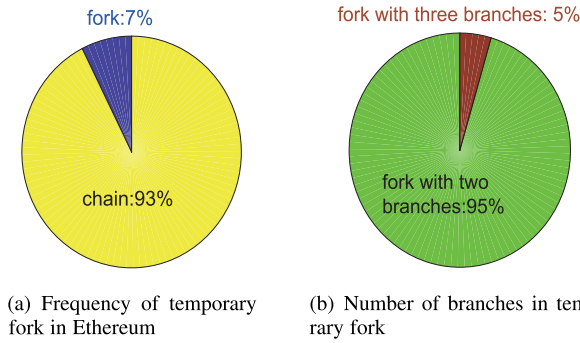 fork:7%
chain:93%
(a) Frequency of temporary
fork in Ethereum
fork with three branches: 5%
fork with two
branches:95%
(b) Number of branches in tem
rary fork